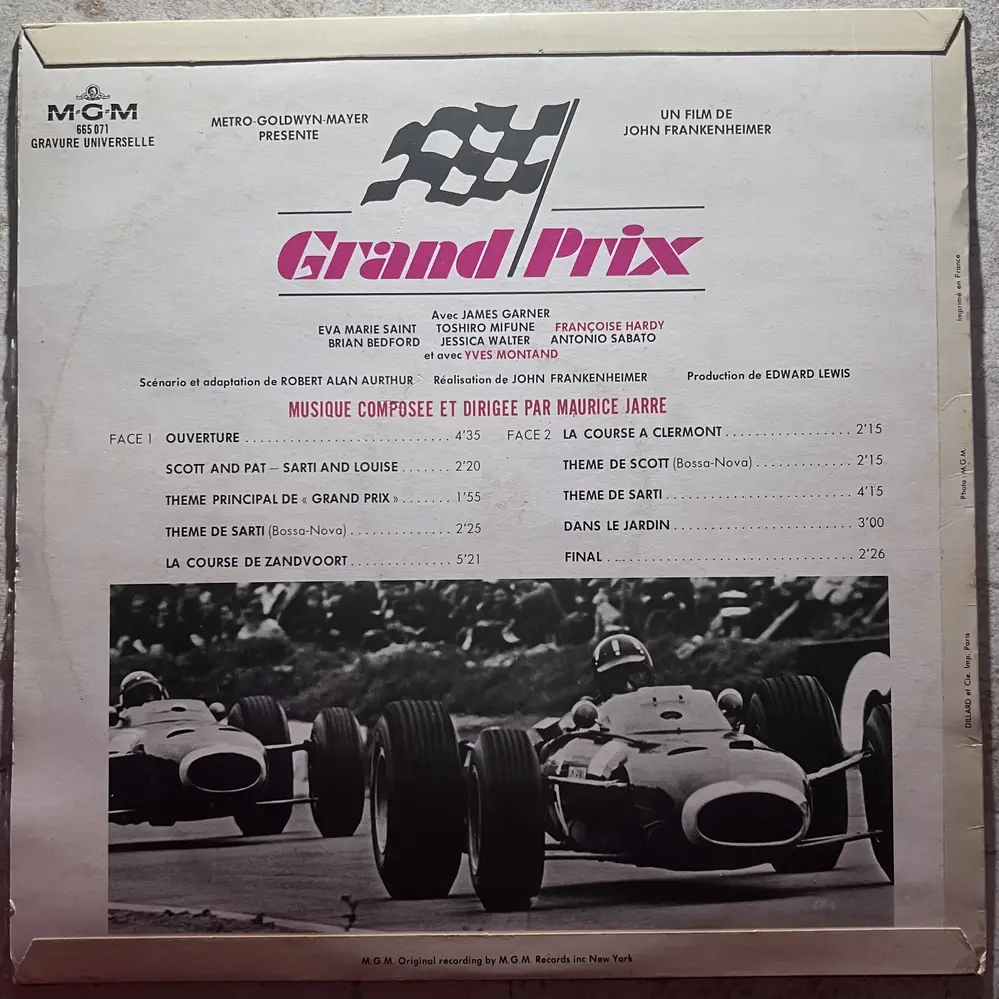 M-G-M
665 071
GRAVURE UNIVERSELLE
METRO-GOLDWYN-MAYER
PRESENTE
UN FILM DE
JOHN FRANKENHEIMER
Grand Prix
Avec JAMES GARNER
EVA MARIE SAINT TOSHIRO MIFUNE FRANÇOISE HARDY
BRIAN BEDFORD JESSICA WALTER ANTONIO SABATO
et avec YVES MONTAND
Scénario et adaptation de ROBERT ALAN AURTHUR Réalisation de JOHN FRANKENHEIMER Production de EDWARD LEWIS
MUSIQUE COMPOSEE ET DIRIGEE PAR MAURICE JARRE
FACE 1 OUVERTURE 4'35
SCOTT AND PAT – SARTI AND LOUISE 2'20
THEME PRINCIPAL DE « GRAND PRIX » 1'55
THEME DE SARTI (Bossa-Nova) 2'25
LA COURSE DE ZANDVOORT 5'21
FACE 2 LA COURSE A CLERMONT 2'15
THEME DE SCOTT (Bossa-Nova) 2'15
THEME DE SARTI 4'15
DANS LE JARDIN 3'00
FINAL 2'26
Imprimé en France
Photo : M.G.M.
DILLARD et Cie. Imp. Paris
M.G.M. Original recording by M.G.M. Records inc New York